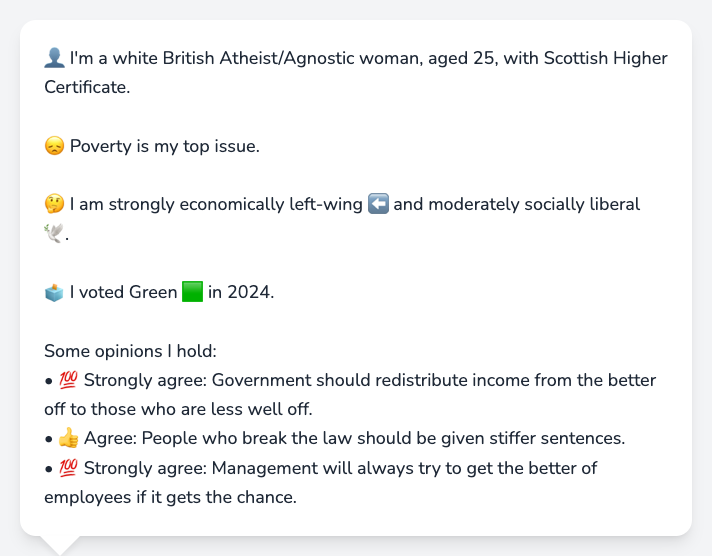 👤 I'm a white British Atheist/Agnostic woman, aged 25, with Scottish Higher
Certificate.
😞 Poverty is my top issue.
🤔 I am strongly economically left-wing ⬅️ and moderately socially liberal
🕊️.
🗳️ I voted Green 🟩 in 2024.
Some opinions I hold:
• 💯 Strongly agree: Government should redistribute income from the better
off to those who are less well off.
• 👍 Agree: People who break the law should be given stiffer sentences.
• 💯 Strongly agree: Management will always try to get the better of
employees if it gets the chance.